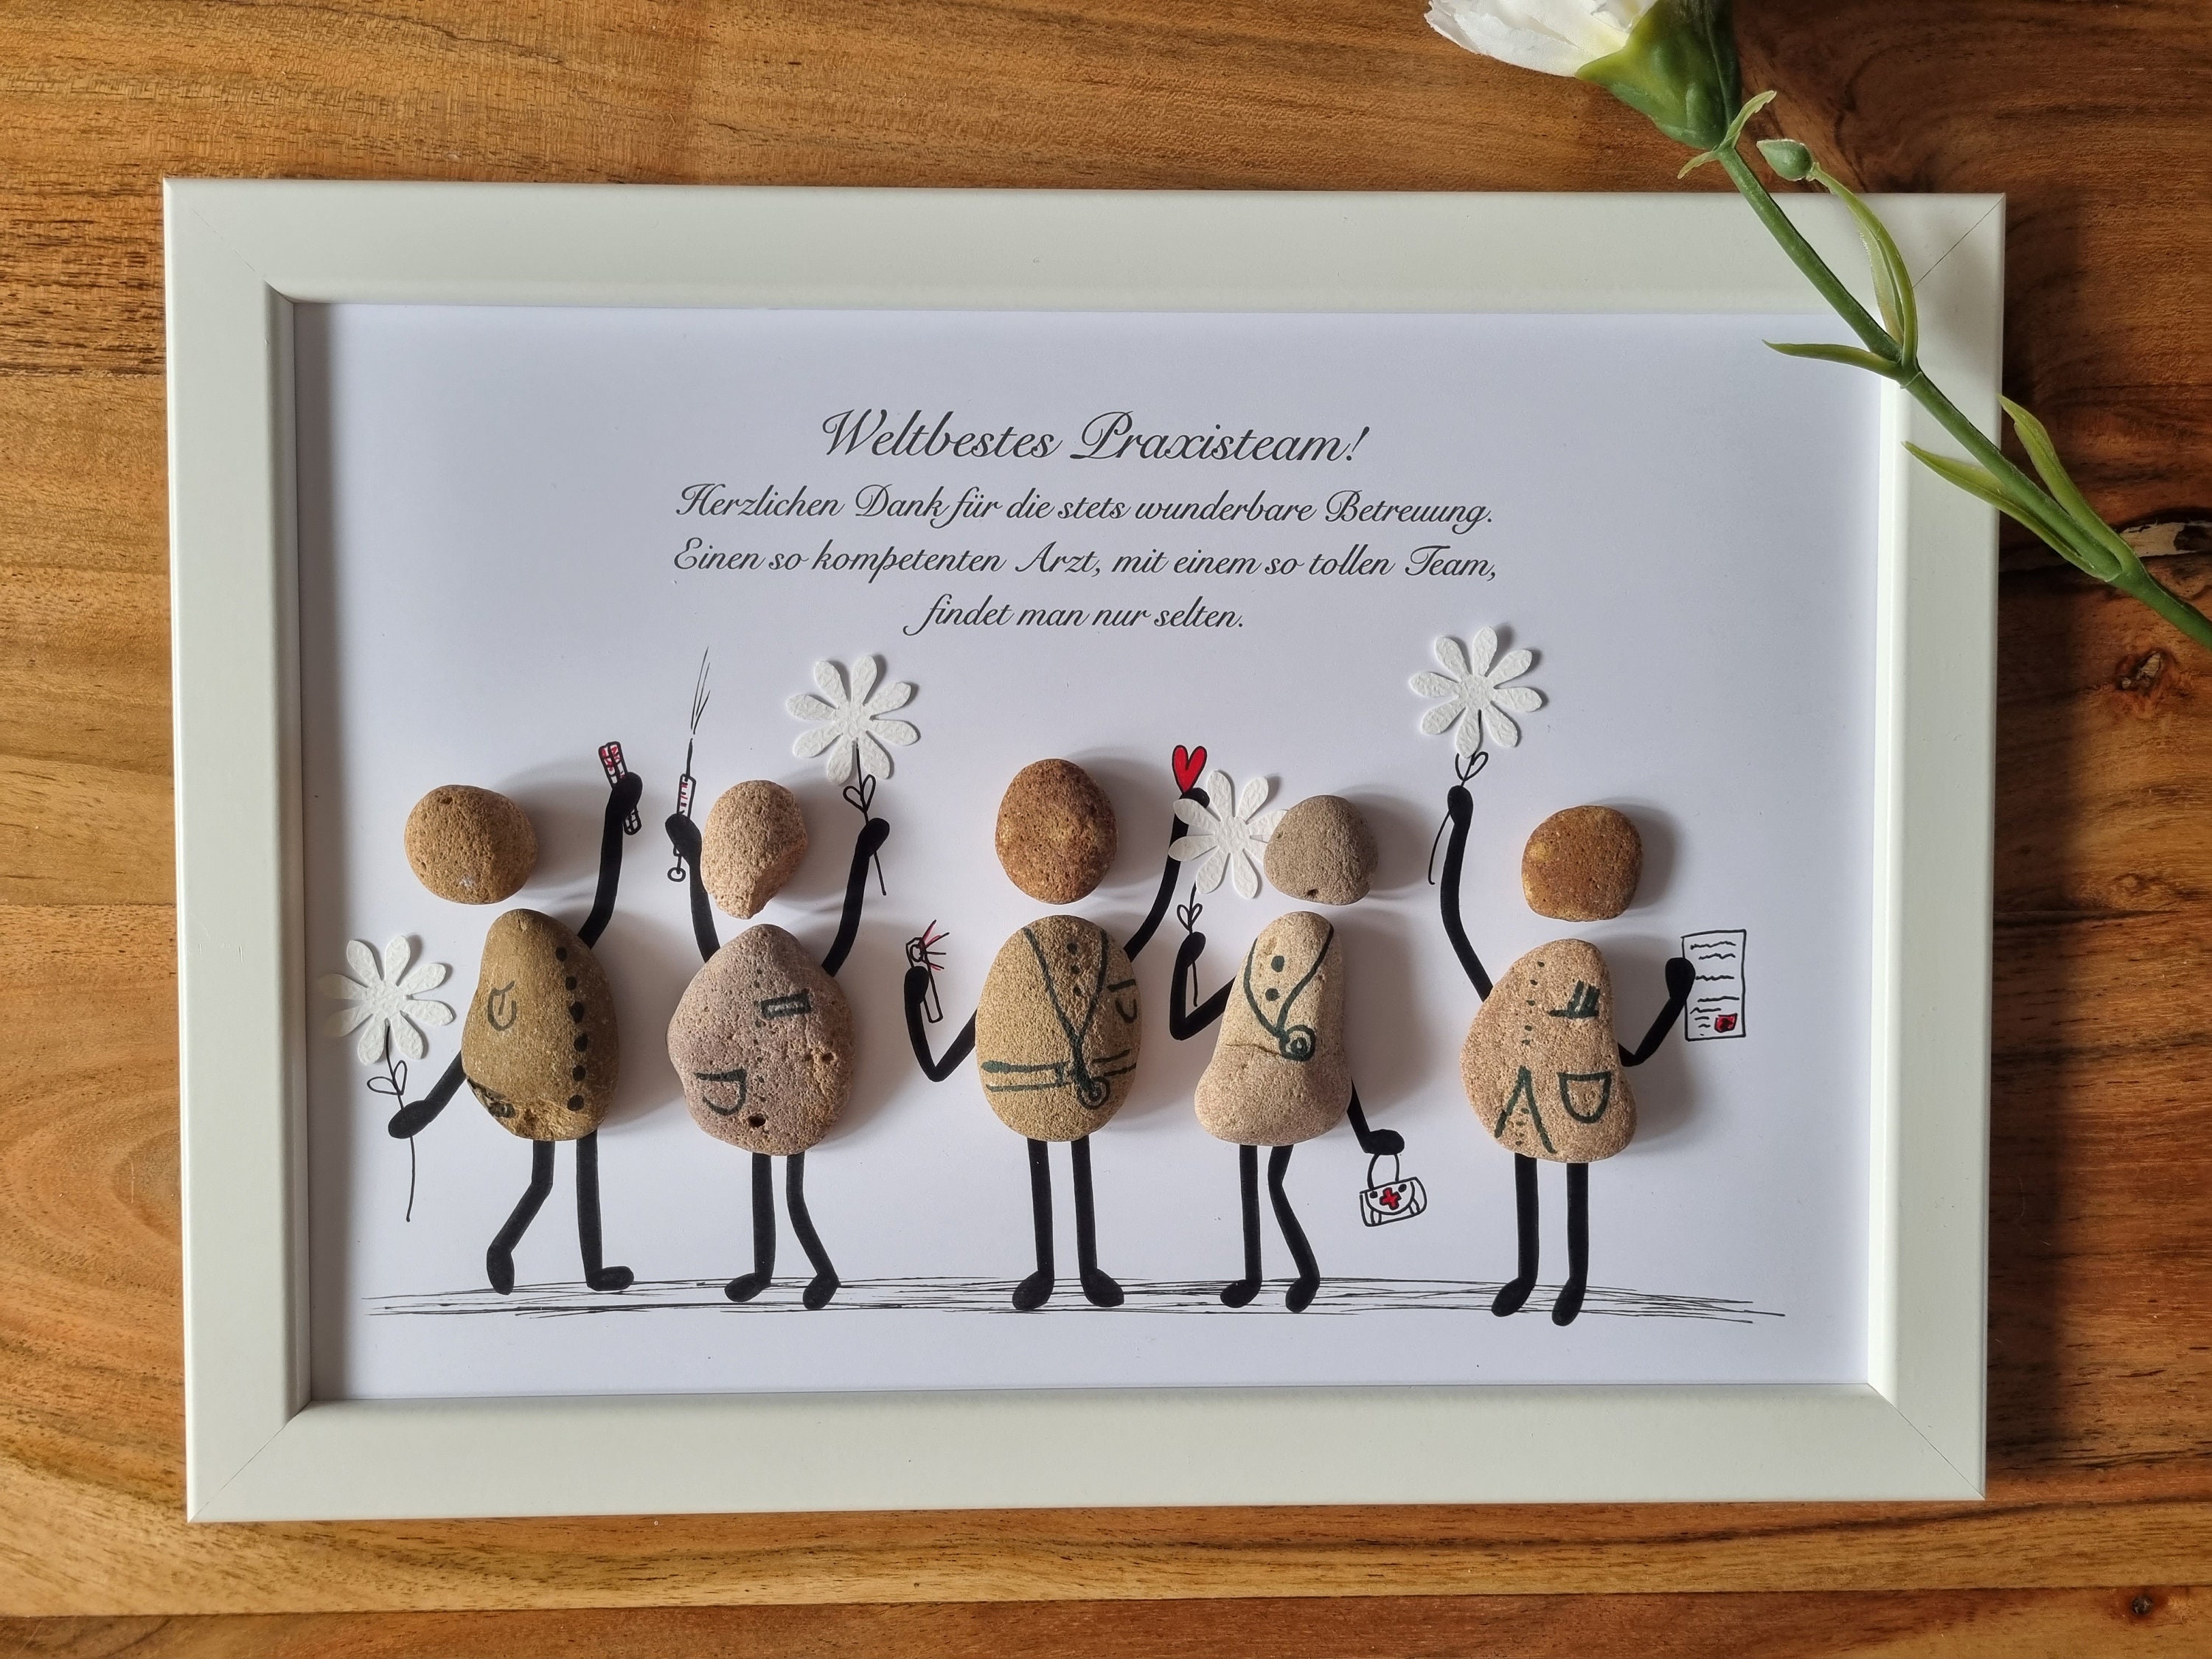 Weltbestes Praxisteam!
Herzlichen Dank für die stets wunderbare Betreuung.
Einen so kompetenten Arzt, mit einem so tollen Team,
findet man nur selten.